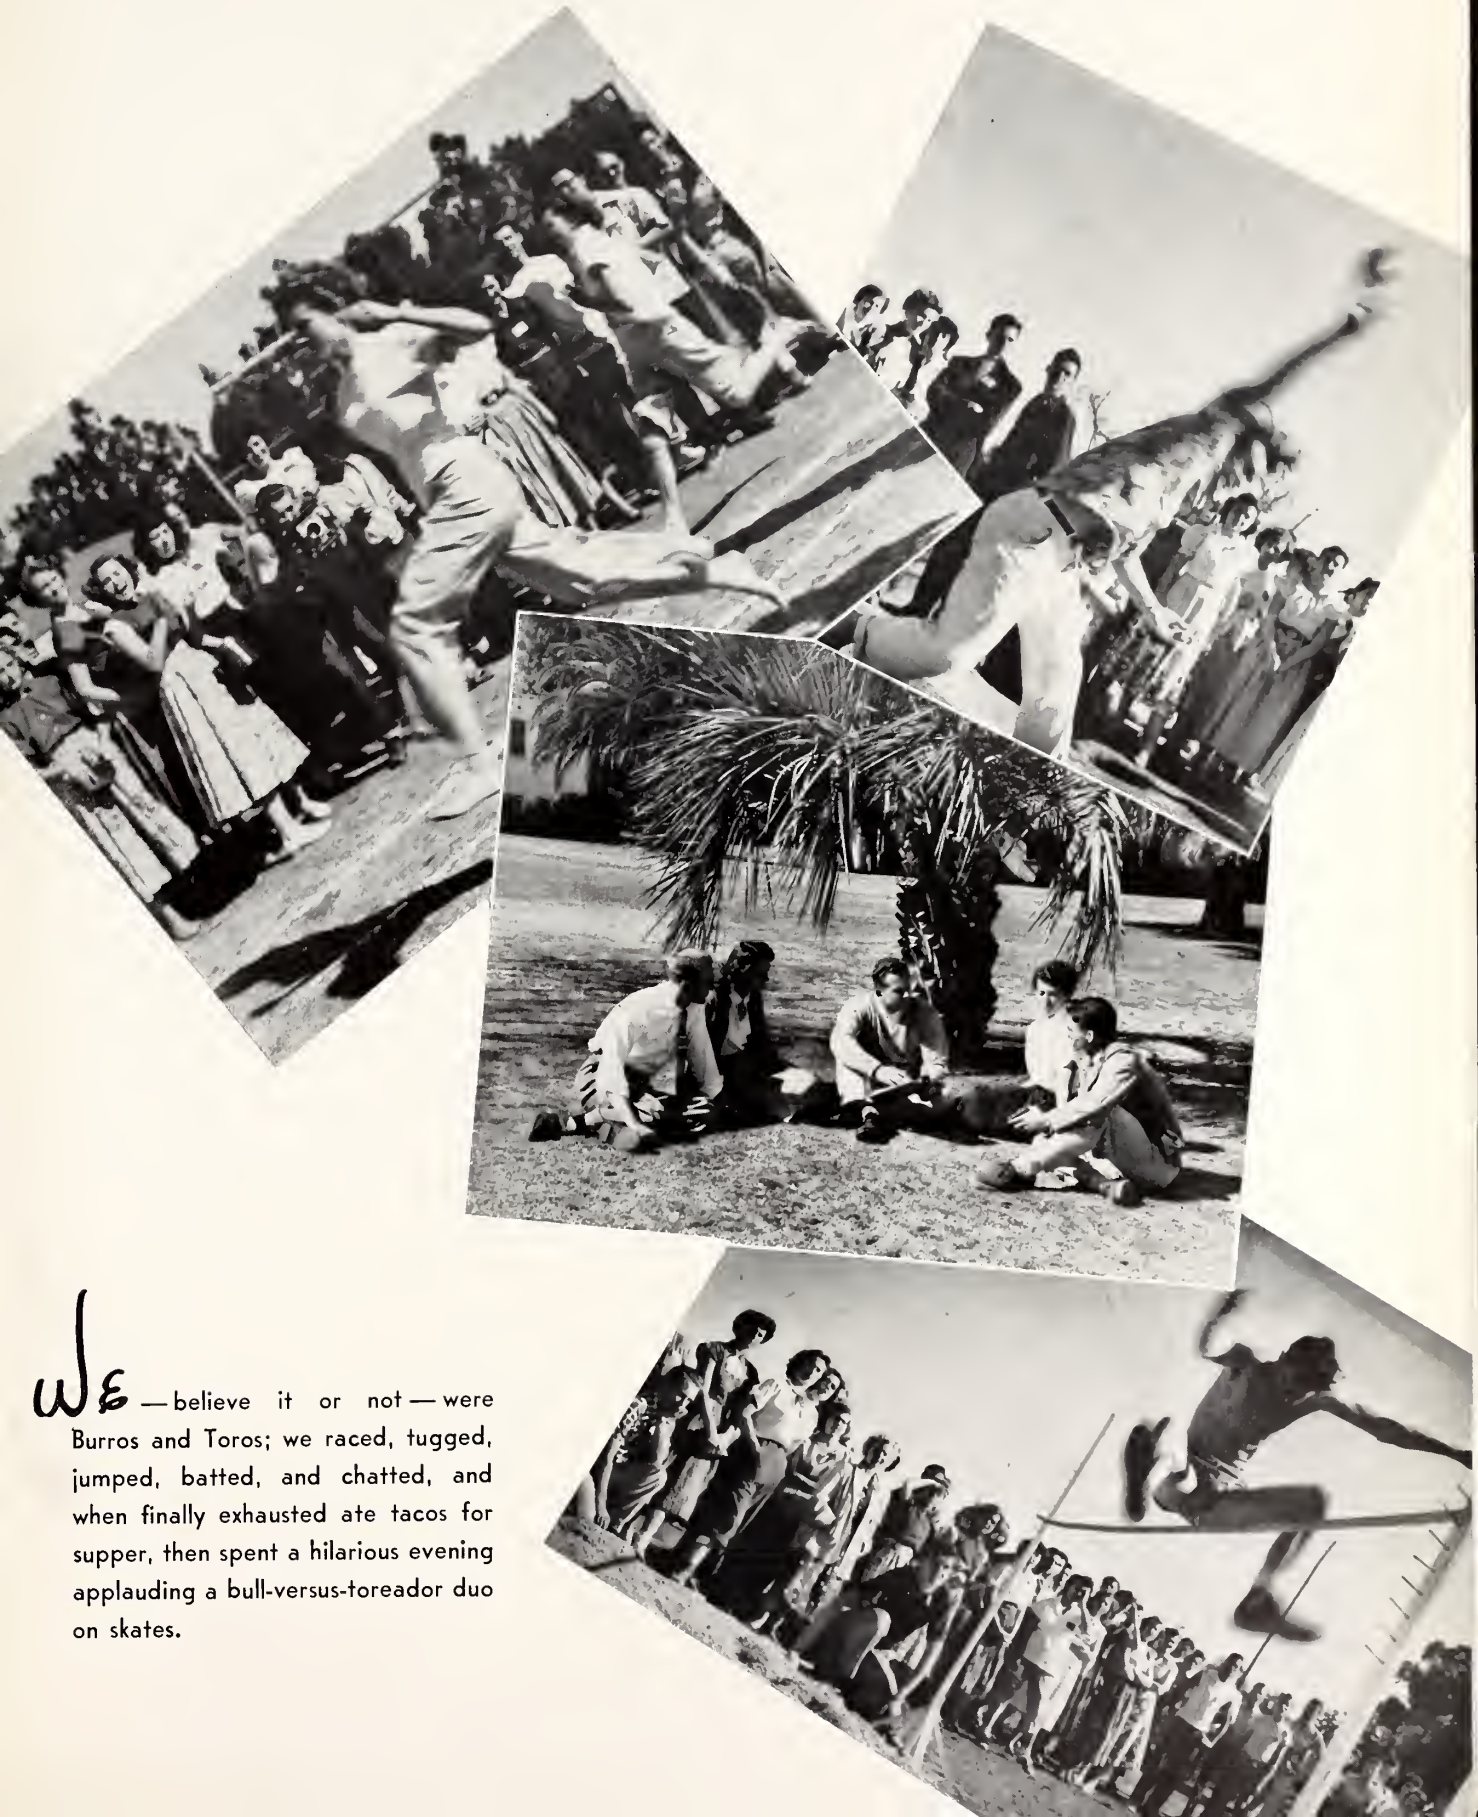 WE — believe it or not — were
Burros and Toros; we raced, tugged,
jumped, batted, and chatted, and
when finally exhausted ate tacos for
supper, then spent a hilarious evening
applauding a bull-versus-toreador duo
on skates.